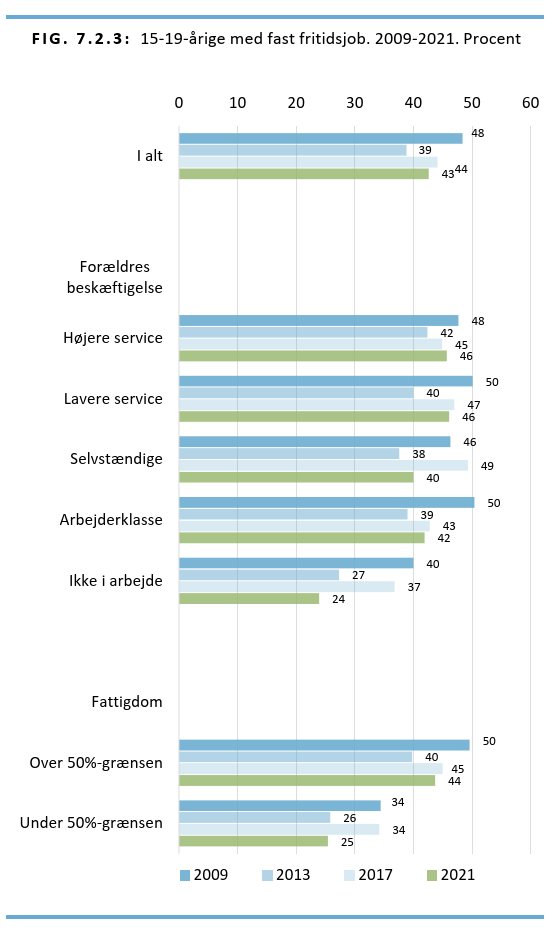 FIG. 7.2.3: 15-19-årige med fast fritidsjob. 2009-2021. Procent
0 10 20 30 40 50 60
I alt
48
39
44
43
Forældres
beskæftigelse
Højere service
48
42
45
46
Lavere service
50
40
47
46
Selvstændige
46
38
49
40
Arbejderklasse
50
39
43
42
Ikke i arbejde
40
27
37
24
Fattigdom
Over 50%-grænsen
50
40
45
44
Under 50%-grænsen
34
26
34
25
2009 2013 2017 2021